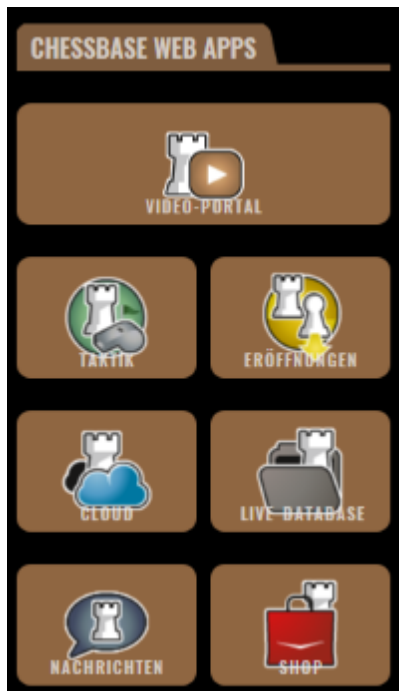 CHESSBASE WEB APPS
VIDEO-PORTAL
TAKTIK
ERÖFFNUNGEN
CLOUD
LIVE DATABASE
NACHRICHTEN
SHOP